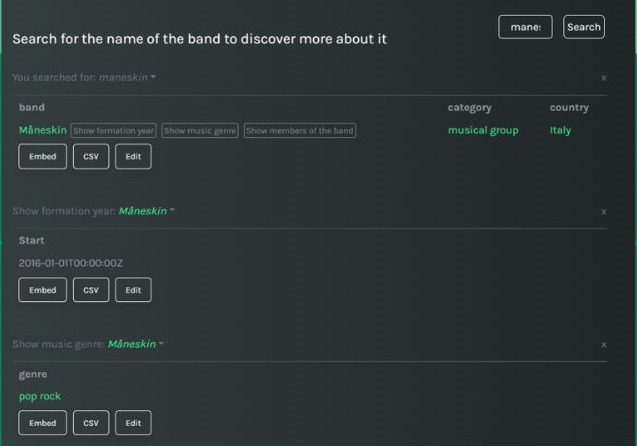 Search for the name of the band to discover more about it
mane: Search
You searched for: maneskin x
band category country
Måneskin Show formation year Show music genre Show members of the band musical group Italy
Embed CSV Edit
Show formation year: Måneskin x
Start
2016-01-01T00:00:00Z
Embed CSV Edit
Show music genre: Måneskin x
genre
pop rock
Embed CSV Edit